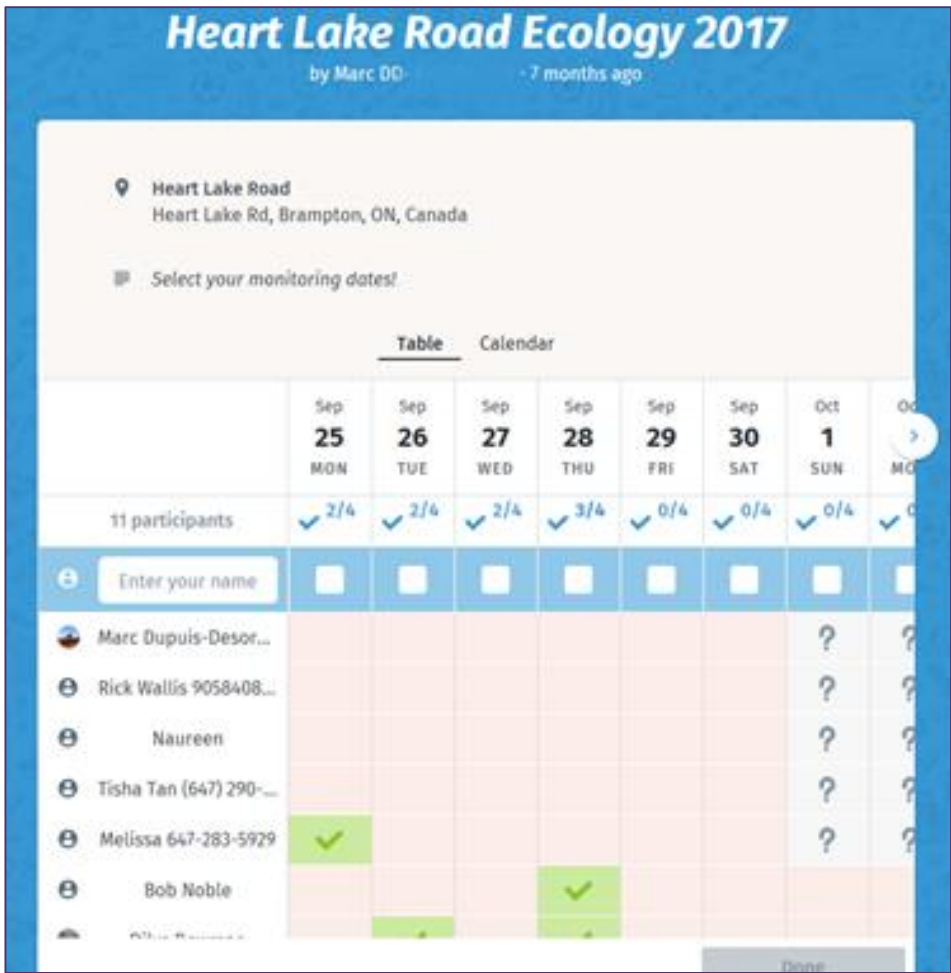 Heart Lake Road Ecology 2017
by Marc DD- · 7 months ago
Heart Lake Road
Heart Lake Rd, Brampton, ON, Canada
Select your monitoring dates!
Table Calendar
Sep Sep Sep Sep Sep Sep Oct
25 26 27 28 29 30 1
MON TUE WED THU FRI SAT SUN
11 participants 2/4 2/4 2/4 3/4 0/4 0/4 0/4
Enter your name
Marc Dupuis-Desor... ? ?
Rick Wallis 9058408... ? ?
Naureen ? ?
Tisha Tan (647) 290-... ? ?
Melissa 647-283-5929 ? ?
Bob Noble
Done